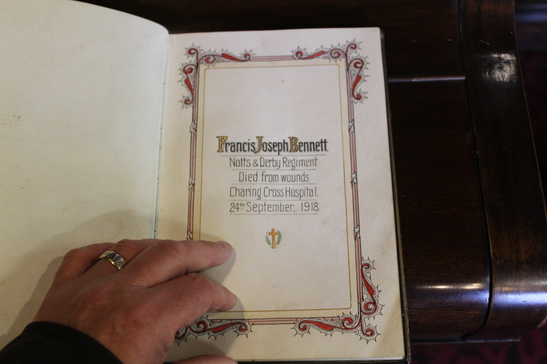 Francis Joseph Bennett
Notts & Derby Regiment
Died from wounds
Charing Cross Hospital.
24th September, 1918.